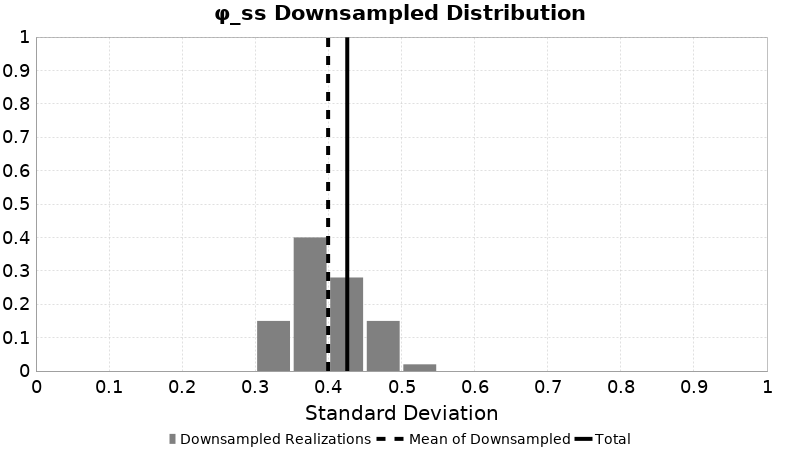 φ_ss Downsampled Distribution
1
0.9
0.8
0.7
0.6
0.5
0.4
0.3
0.2
0.1
0
0 0.1 0.2 0.3 0.4 0.5 0.6 0.7 0.8 0.9 1
Standard Deviation
Downsampled Realizations Mean of Downsampled Total